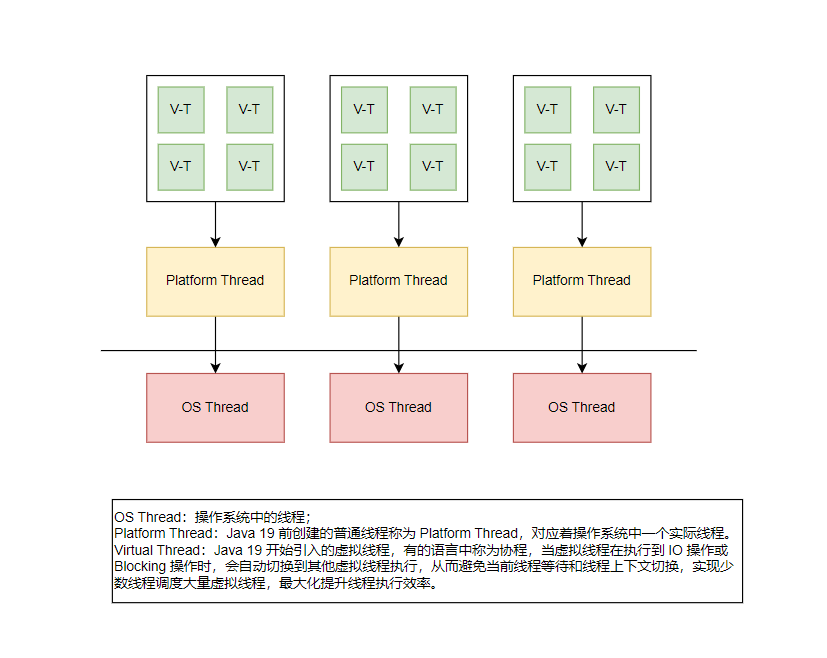 V-T V-T V-T V-T V-T V-T
V-T V-T V-T V-T V-T V-T
Platform Thread Platform Thread Platform Thread
OS Thread OS Thread OS Thread
OS Thread：操作系统中的线程；
Platform Thread：Java 19 前创建的普通线程称为 Platform Thread，对应着操作系统中一个实际线程。
Virtual Thread：Java 19 开始引入的虚拟线程，有的语言中称为协程，当虚拟线程在执行到 IO 操作或
Blocking 操作时，会自动切换到其他虚拟线程执行，从而避免当前线程等待和线程上下文切换，实现少
数线程调度大量虚拟线程，最大化提升线程执行效率。